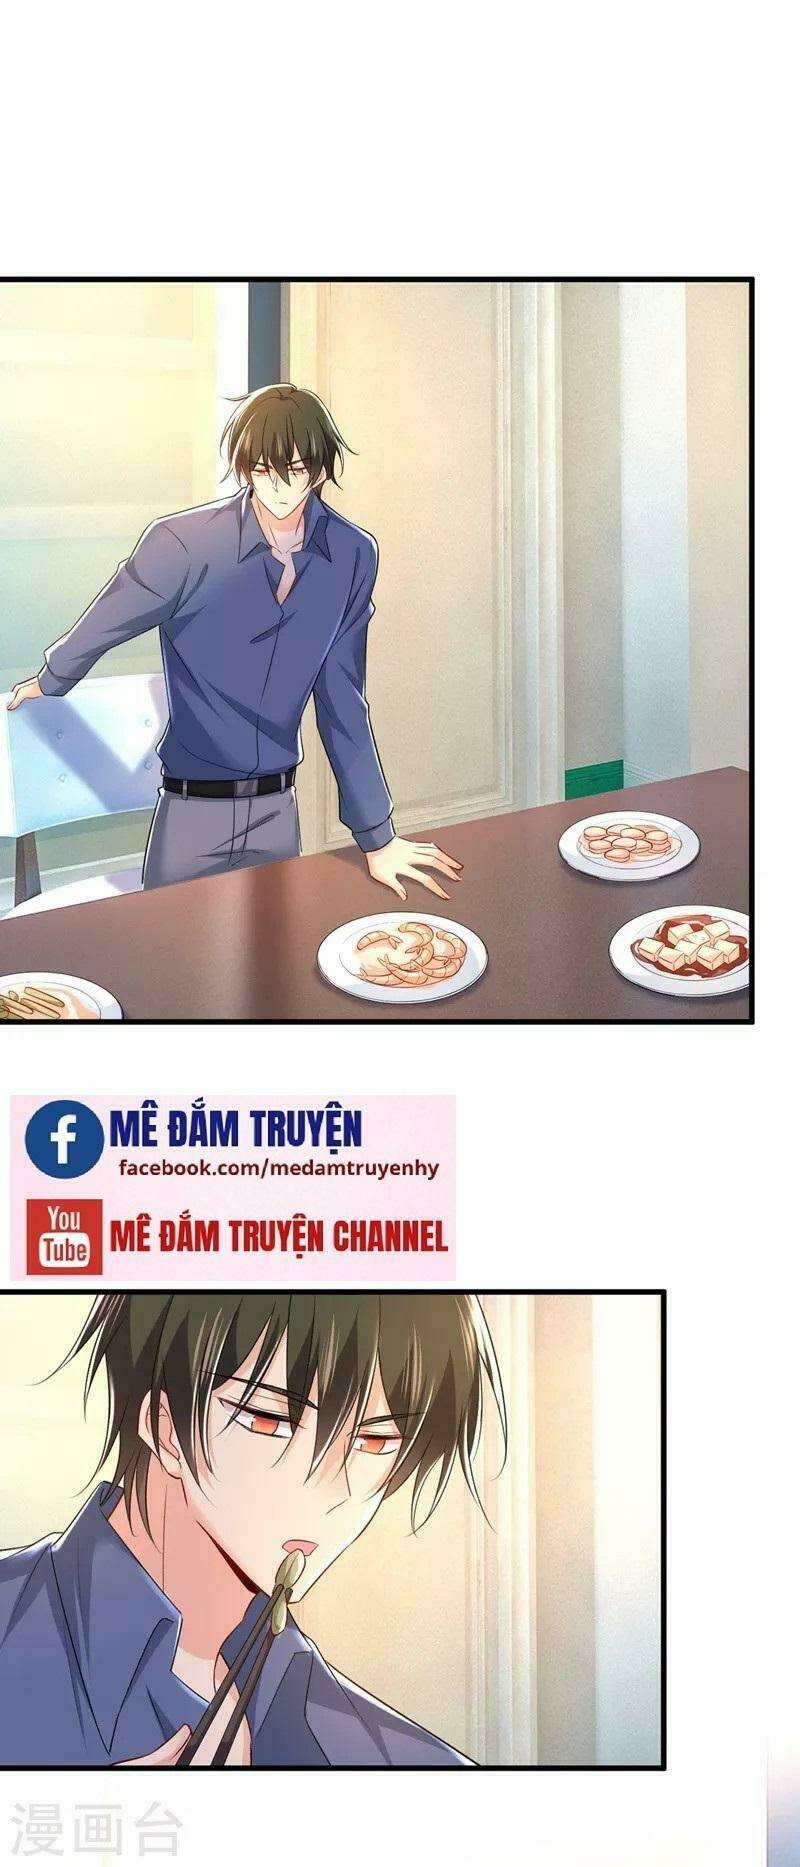 MÊ ĐẮM TRUYỆN
facebook.com/medamtruyenhy
You
Tube
MÊ ĐẮM TRUYỆN CHANNEL
漫画台